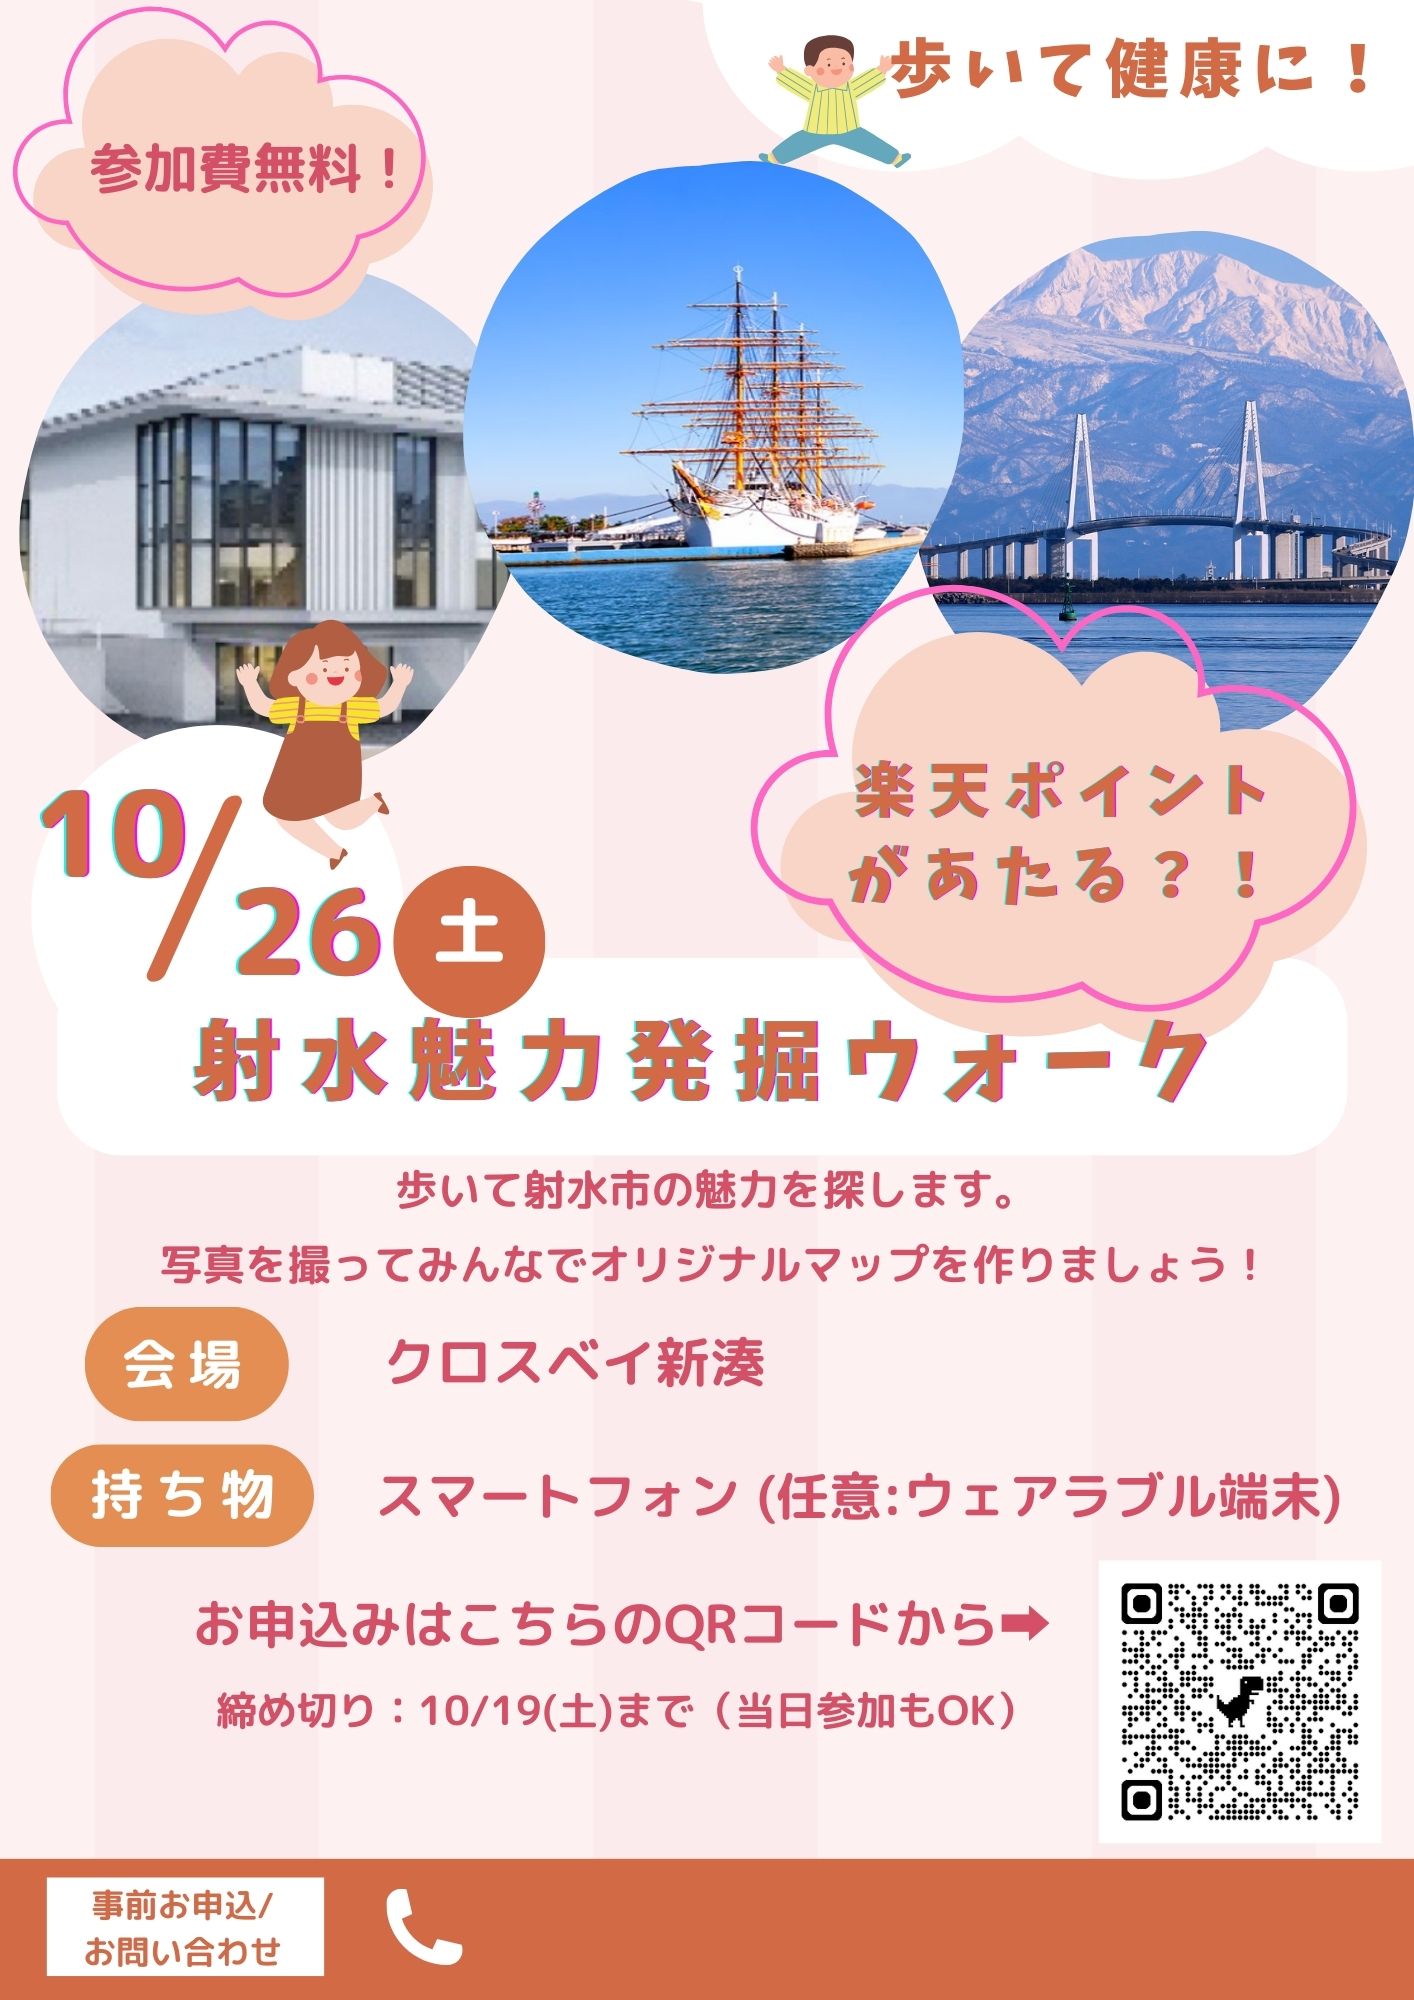 歩いて健康に！
参加費無料！
楽天ポイント
があたる？！
10/26 土
射水魅力発掘ウォーク
歩いて射水市の魅力を探します。
写真を撮ってみんなでオリジナルマップを作りましょう！
会場 クロスベイ新湊
持ち物 スマートフォン (任意:ウェアラブル端末)
お申込みはこちらのQRコードから➡
締め切り：10/19(土)まで（当日参加もOK）
事前お申込/
お問い合わせ